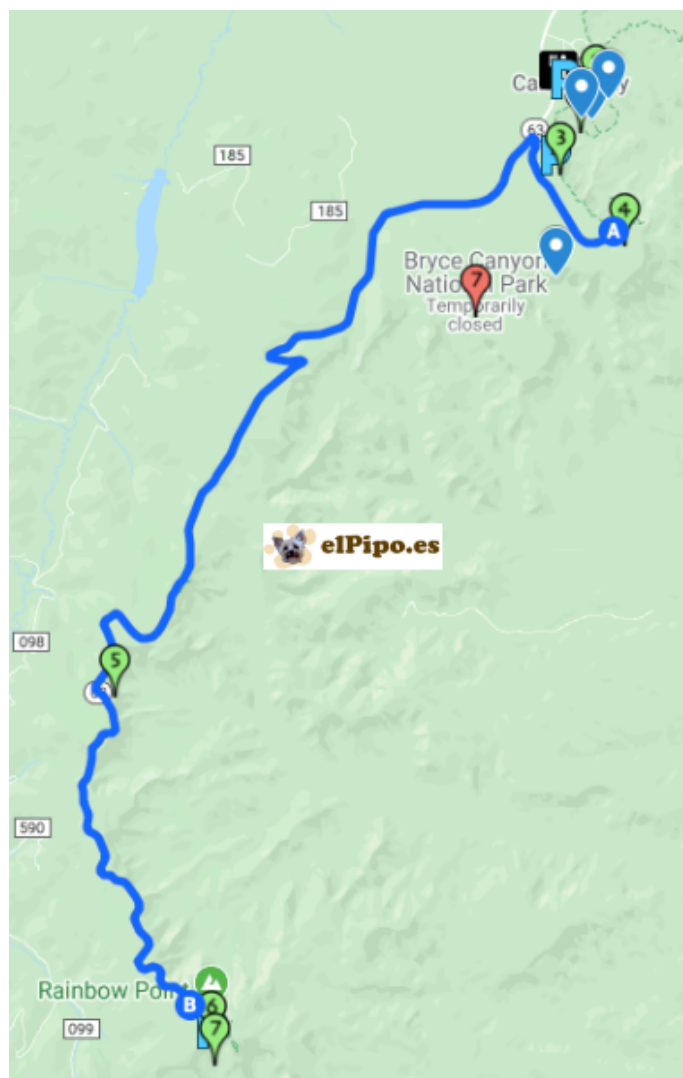 Ca
y
63
3
185
185
4
A
Bryce Canyon
National Park
7
Temporarily
closed
elPipo.es
098
5
590
Rainbow Point
B
6
7
099